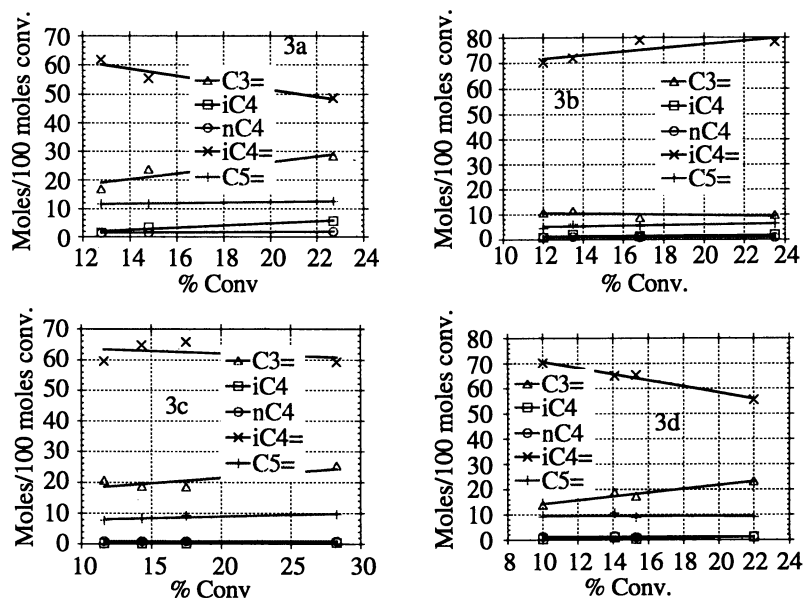 Moles/100 moles conv.
70
60
50
40
30
20
10
0
3a
C3=
iC4
nC4
iC4=
C5=
12 14 16 18 20 22 24
% Conv
Moles/100 moles conv.
80
70
60
50
40
30
20
10
0
3b
C3=
iC4
nC4
iC4=
C5=
10 12 14 16 18 20 22 24
% Conv.
Moles/100 moles conv.
70
60
50
40
30
20
10
0
3c
C3=
iC4
nC4
iC4=
C5=
10 15 20 25 30
% Conv
Moles/100 moles conv.
80
70
60
50
40
30
20
10
0
3d
C3=
iC4
nC4
iC4=
C5=
8 10 12 14 16 18 20 22 24
% Conv.